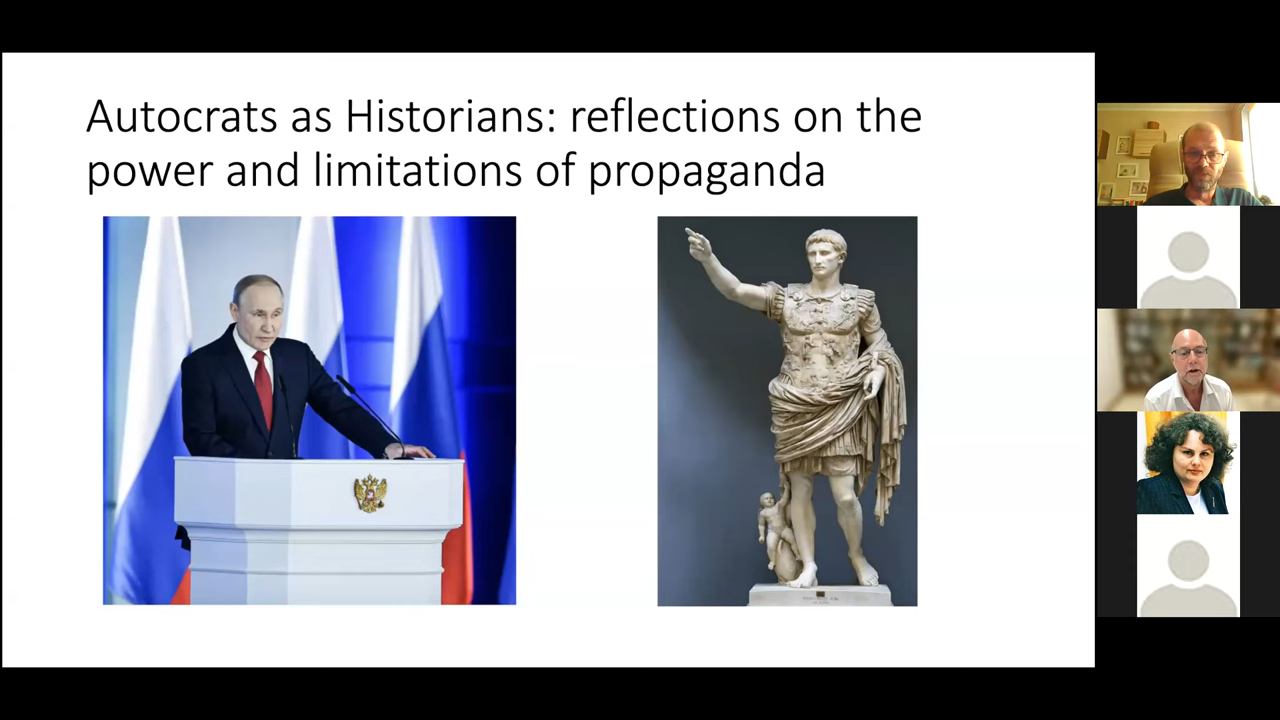 Autocrats as Historians: reflections on the
power and limitations of propaganda